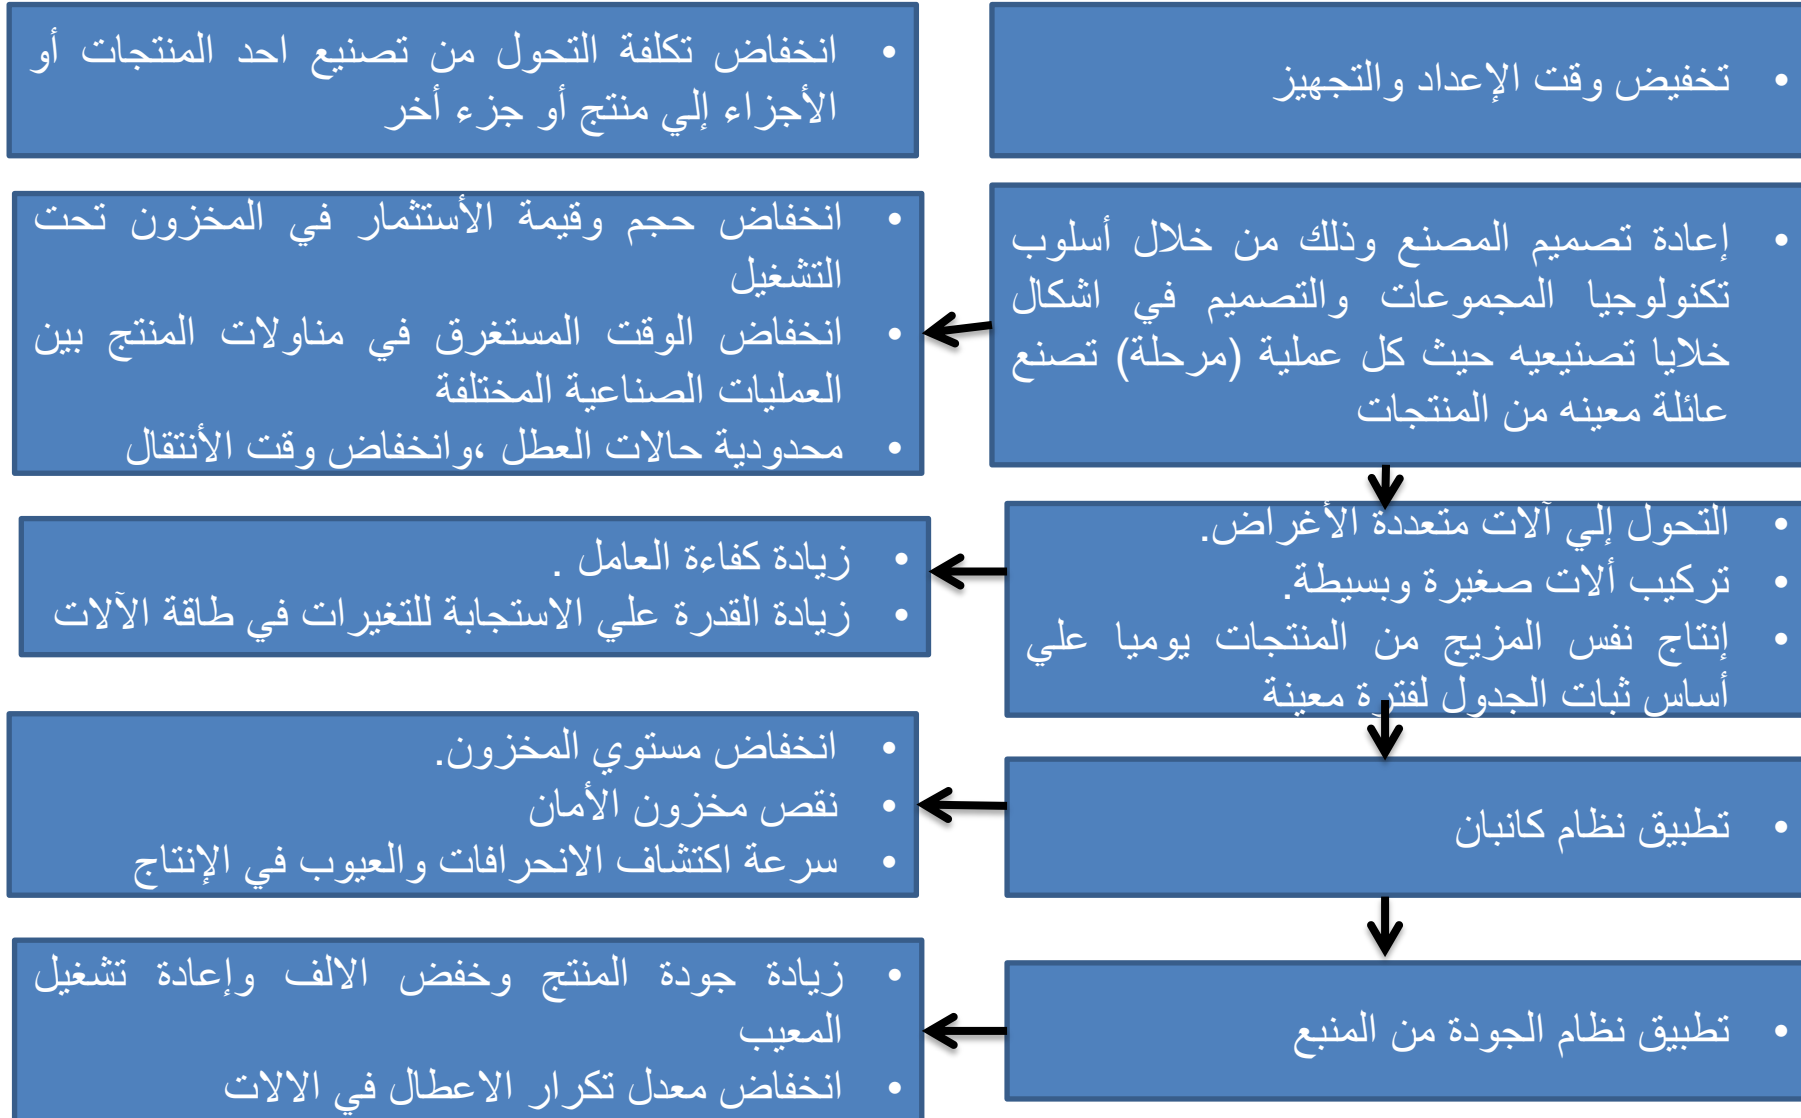 • تخفيض وقت الإعداد والتجهيز
• انخفاض تكلفة التحول من تصنيع احد المنتجات أو
الأجزاء إلي منتج أو جزء أخر
• إعادة تصميم المصنع وذلك من خلال أسلوب
تكنولوجيا المجموعات والتصميم في اشكال
خلايا تصنيعيه حيث كل عملية (مرحلة) تصنع
عائلة معينه من المنتجات
• انخفاض حجم وقيمة الأستثمار في المخزون تحت
التشغيل
• انخفاض الوقت المستغرق في مناولات المنتج بين
العمليات الصناعية المختلفة
• محدودية حالات العطل ،وانخفاض وقت الأنتقال
• التحول إلي آلات متعددة الأغراض.
• تركيب ألات صغيرة وبسيطة.
• إنتاج نفس المزيج من المنتجات يوميا علي
أساس ثبات الجدول لفترة معينة
• زيادة كفاءة العامل .
• زيادة القدرة علي الاستجابة للتغيرات في طاقة الآلات
• تطبيق نظام كانبان
• انخفاض مستوي المخزون.
• نقص مخزون الأمان
• سرعة اكتشاف الانحرافات والعيوب في الإنتاج
• تطبيق نظام الجودة من المنبع
• زيادة جودة المنتج وخفض الالف وإعادة تشغيل
المعيب
• انخفاض معدل تكرار الاعطال في الالات